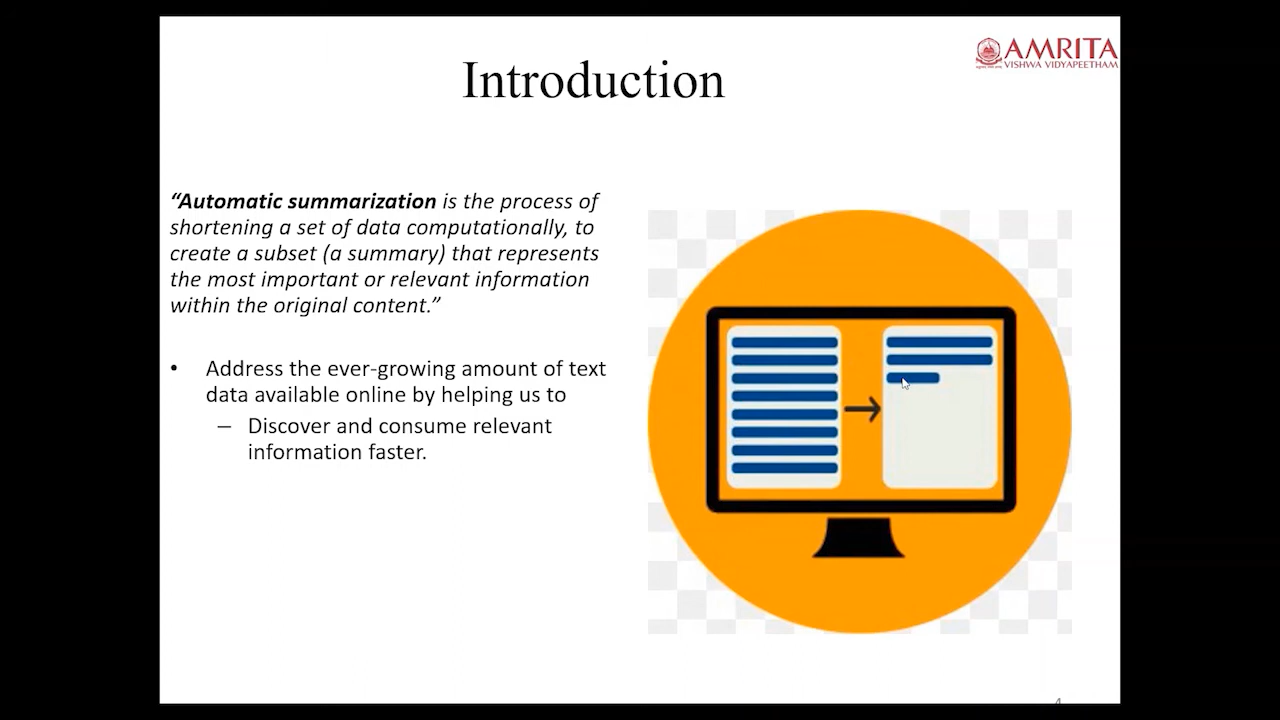 AMRITA
VISHWA VIDYAPEETHAM
Introduction
“Automatic summarization is the process of
shortening a set of data computationally, to
create a subset (a summary) that represents
the most important or relevant information
within the original content.”
• Address the ever-growing amount of text
data available online by helping us to
– Discover and consume relevant
information faster.